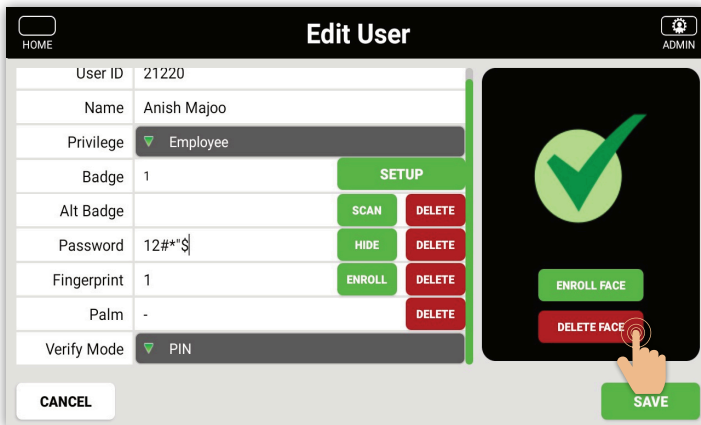 HOME
Edit User
ADMIN
User ID 21220
Name Anish Majoo
Privilege Employee
Badge 1 SETUP
Alt Badge SCAN DELETE
Password 12#*"$ HIDE DELETE
Fingerprint 1 ENROLL DELETE
Palm - DELETE
Verify Mode PIN
ENROLL FACE
DELETE FACE
CANCEL
SAVE